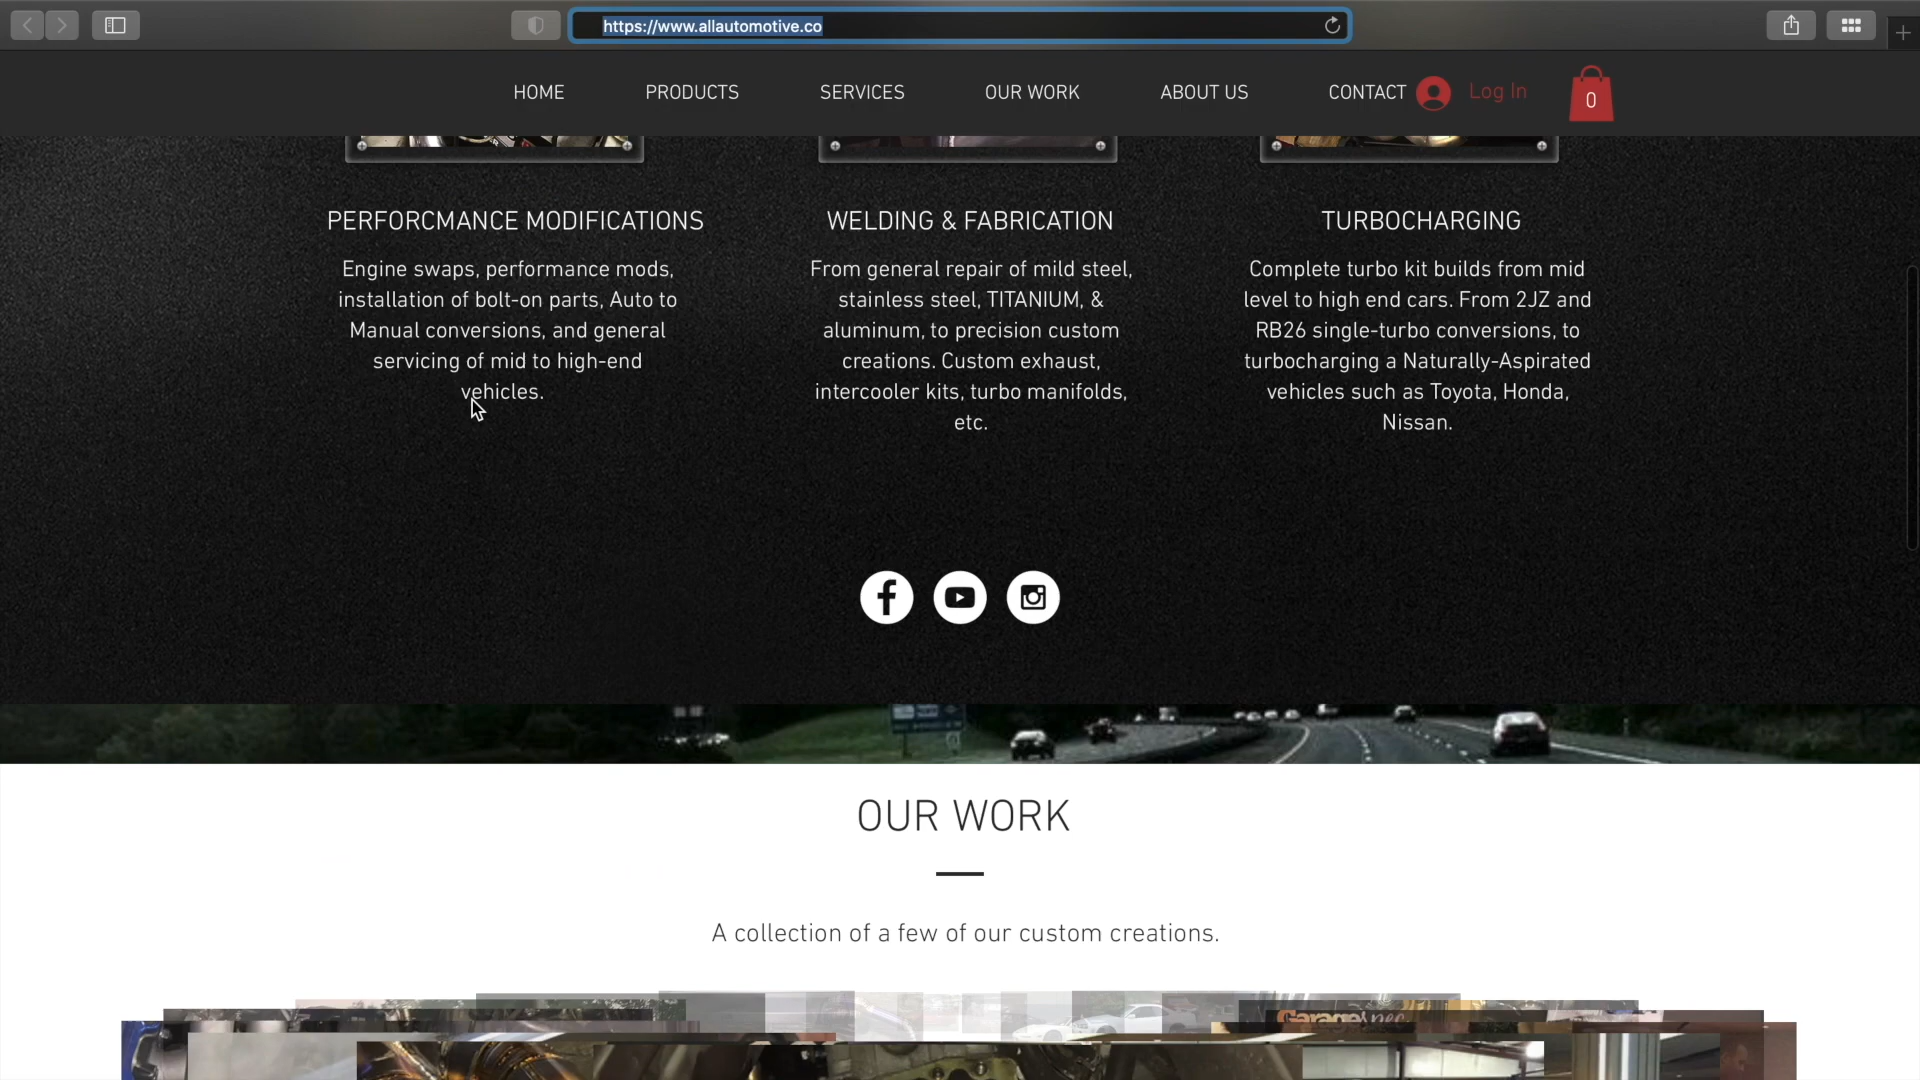 https://www.allautomotive.co
HOME PRODUCTS SERVICES OUR WORK ABOUT US CONTACT Log In 0
PERFORCMANCE MODIFICATIONS
Engine swaps, performance mods,
installation of bolt-on parts, Auto to
Manual conversions, and general
servicing of mid to high-end
vehicles.
WELDING & FABRICATION
From general repair of mild steel,
stainless steel, TITANIUM, &
aluminum, to precision custom
creations. Custom exhaust,
intercooler kits, turbo manifolds,
etc.
TURBOCHARGING
Complete turbo kit builds from mid
level to high end cars. From 2JZ and
RB26 single-turbo conversions, to
turbocharging a Naturally-Aspirated
vehicles such as Toyota, Honda,
Nissan.
OUR WORK
A collection of a few of our custom creations.